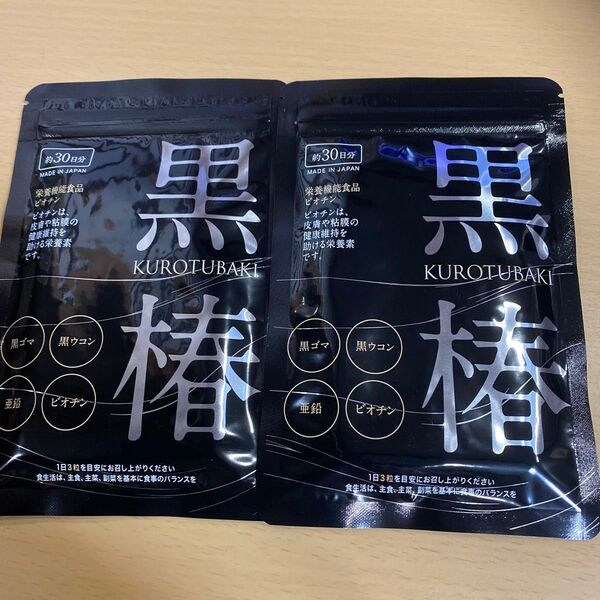 約30日分
MADE IN JAPAN
栄養機能食品
ビオチン
ビオチンは、
皮膚や粘膜の
健康維持を
助ける栄養素
です。
黒椿
KUROTUBAKI
黒ゴマ
黒ウコン
亜鉛
ビオチン
1日3粒を目安にお召し上がりください
食生活は、主食、主菜、副菜を基本に食事のバランスを
約30日分
MADE IN JAPAN
栄養機能食品
ビオチン
ビオチンは、
皮膚や粘膜の
健康維持を
助ける栄養素
です。
黒椿
KUROTUBAKI
黒ゴマ
黒ウコン
亜鉛
ビオチン
1日3粒を目安にお召し上がりください
食生活は、主食、主菜、副菜を基本に食事のバランスを